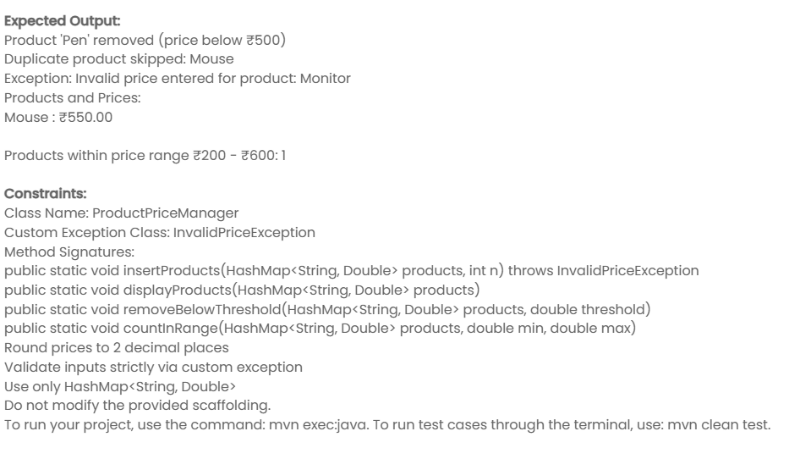 Expected Output:
Product 'Pen' removed (price below ₹500)
Duplicate product skipped: Mouse
Exception: Invalid price entered for product: Monitor
Products and Prices:
Mouse : ₹550.00
Products within price range ₹200 - ₹600: 1
Constraints:
Class Name: ProductPriceManager
Custom Exception Class: InvalidPriceException
Method Signatures:
public static void insertProducts(HashMap<String, Double> products, int n) throws InvalidPriceException
public static void displayProducts(HashMap<String, Double> products)
public static void removeBelowThreshold(HashMap<String, Double> products, double threshold)
public static void countInRange(HashMap<String, Double> products, double min, double max)
Round prices to 2 decimal places
Validate inputs strictly via custom exception
Use only HashMap<String, Double>
Do not modify the provided scaffolding.
To run your project, use the command: mvn exec:java. To run test cases through the terminal, use: mvn clean test.